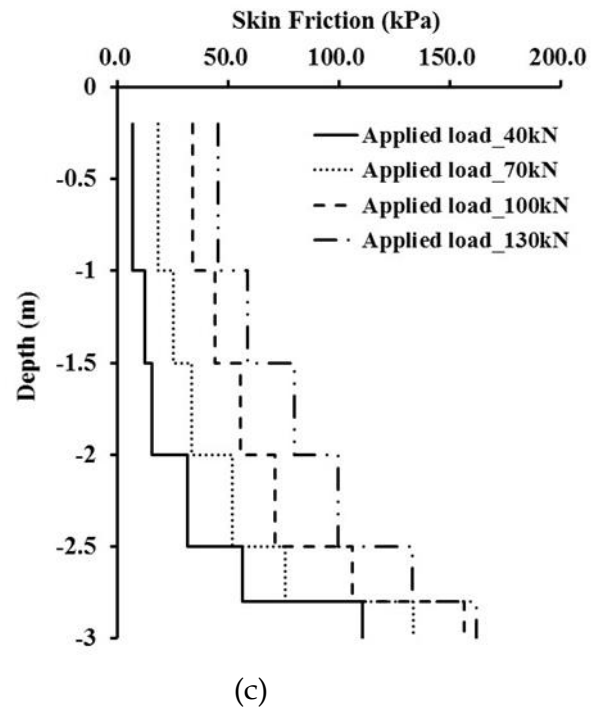 Skin Friction (kPa)
0.0 50.0 100.0 150.0 200.0
0
-0.5
-1
-1.5
-2
-2.5
-3
Depth (m)
Applied load_40kN
Applied load_70kN
Applied load_100kN
Applied load_130kN
(c)